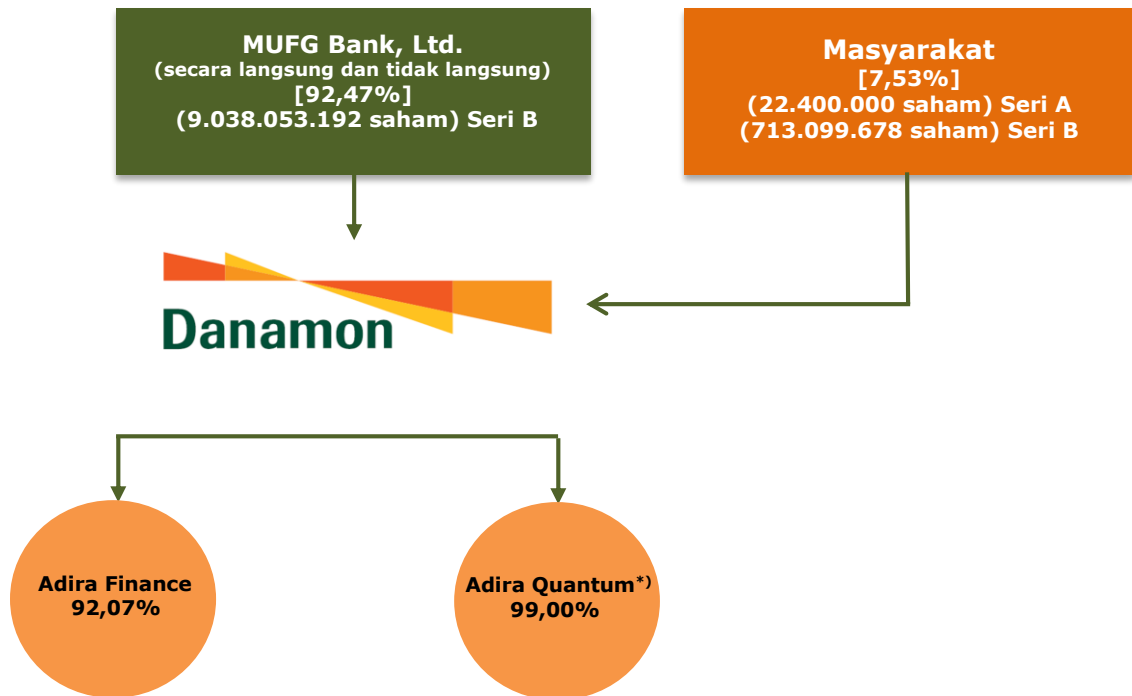 MUFG Bank, Ltd.
(secara langsung dan tidak langsung)
[92,47%]
(9.038.053.192 saham) Seri B
Masyarakat
[7,53%]
(22.400.000 saham) Seri A
(713.099.678 saham) Seri B
Danamon
Adira Finance
92,07%
Adira Quantum*)
99,00%